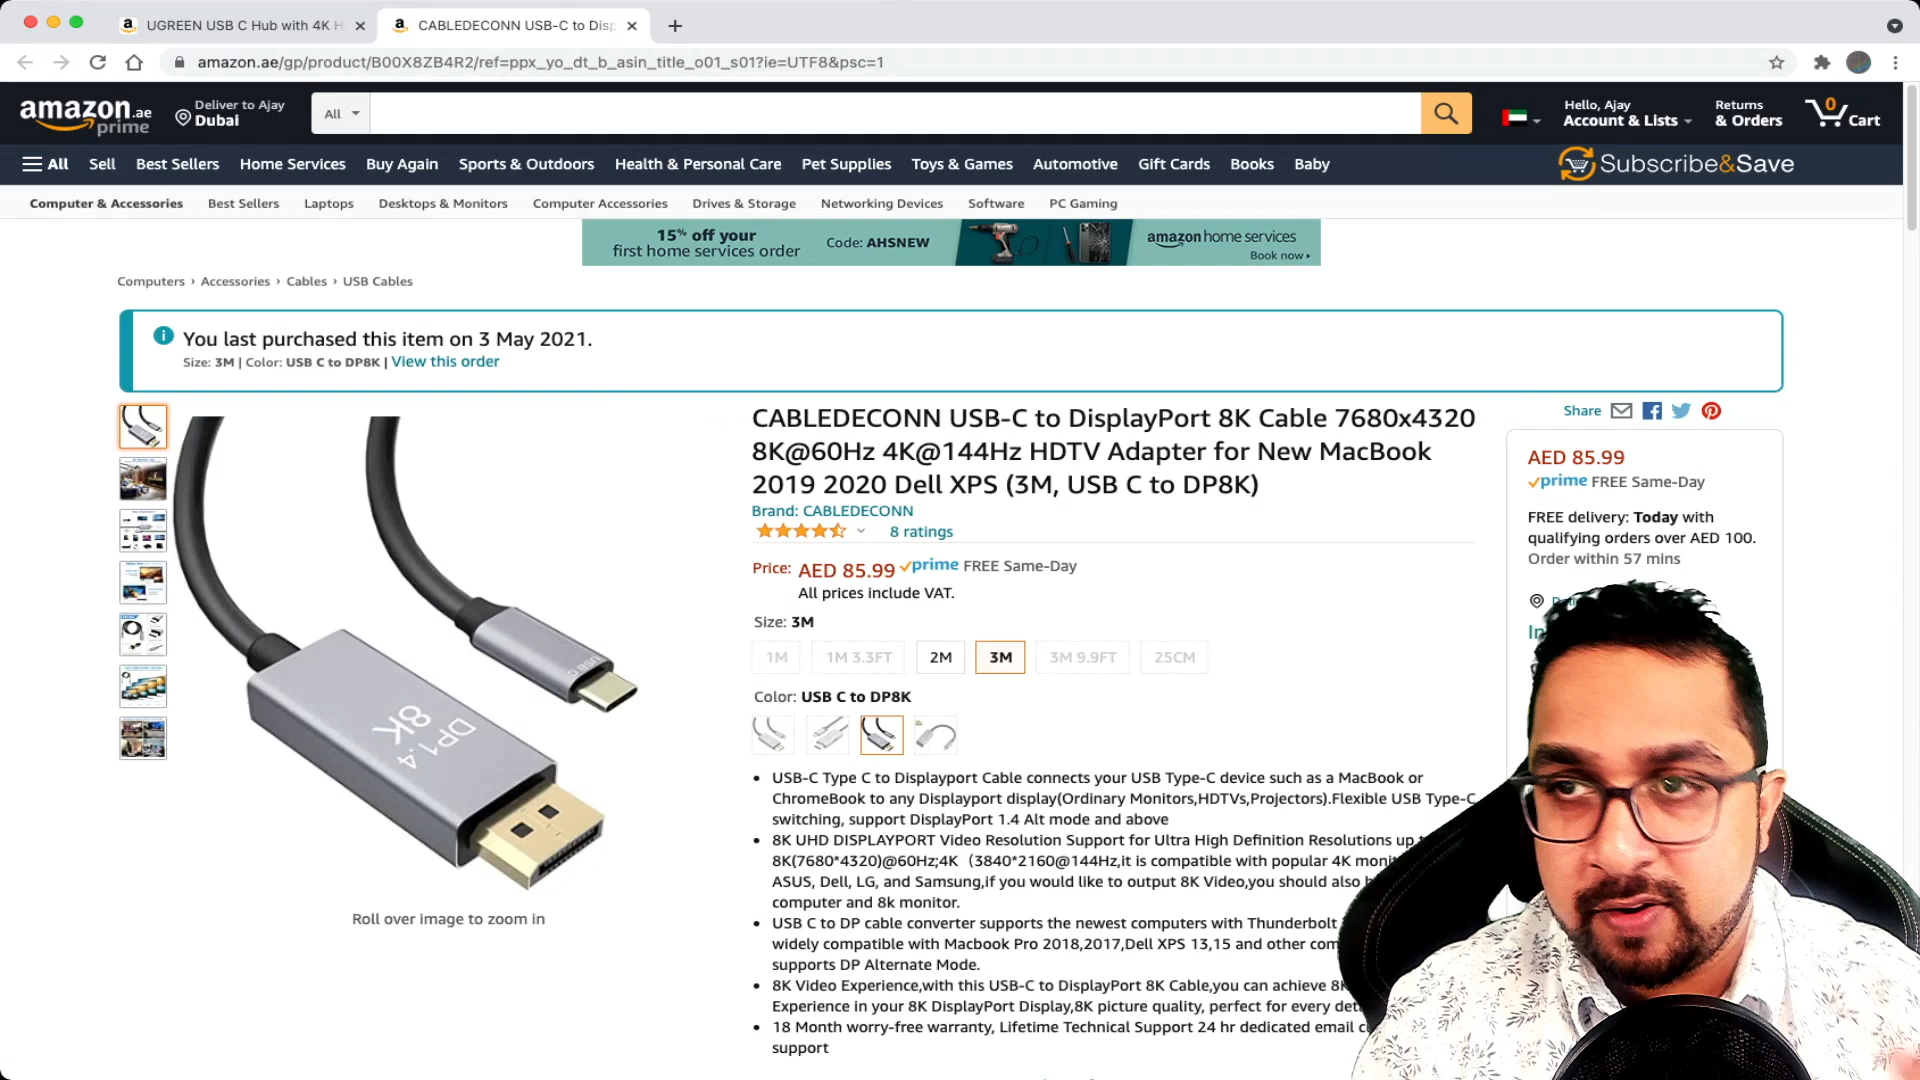 UGREEN USB C Hub with 4K H
CABLEDECONN USB-C to Disp
amazon.ae/gp/product/B00X8ZB4R2/ref=ppx_yo_dt_b_asin_title_o01_s01?ie=UTF8&psc=1
amazon.ae
prime
Deliver to Ajay
Dubai
All
Hello, Ajay
Account & Lists
Returns
& Orders
0
Cart
All
Sell
Best Sellers
Home Services
Buy Again
Sports & Outdoors
Health & Personal Care
Pet Supplies
Toys & Games
Automotive
Gift Cards
Books
Baby
Subscribe&Save
Computer & Accessories
Best Sellers
Laptops
Desktops & Monitors
Computer Accessories
Drives & Storage
Networking Devices
Software
PC Gaming
15% off your
first home services order
Code: AHSNEW
amazon home services
Book now ▸
Computers › Accessories › Cables › USB Cables
You last purchased this item on 3 May 2021.
Size: 3M | Color: USB C to DP8K | View this order
DP1.4
8K
USB C
Roll over image to zoom in
CABLEDECONN USB-C to DisplayPort 8K Cable 7680x4320
8K@60Hz 4K@144Hz HDTV Adapter for New MacBook
2019 2020 Dell XPS (3M, USB C to DP8K)
Brand: CABLEDECONN
8 ratings
Price: AED 85.99 prime FREE Same-Day
All prices include VAT.
Size: 3M
1M
1M 3.3FT
2M
3M
3M 9.9FT
25CM
Color: USB C to DP8K
• USB-C Type C to Displayport Cable connects your USB Type-C device such as a MacBook or
ChromeBook to any Displayport display(Ordinary Monitors,HDTVs,Projectors).Flexible USB Type-C
switching, support DisplayPort 1.4 Alt mode and above
• 8K UHD DISPLAYPORT Video Resolution Support for Ultra High Definition Resolutions up
8K(7680*4320)@60Hz;4K（3840*2160@144Hz,it is compatible with popular 4K
ASUS, Dell, LG, and Samsung,if you would like to output 8K Video,you should also
computer and 8k monitor.
• USB C to DP cable converter supports the newest computers with Thunderbolt
widely compatible with Macbook Pro 2018,2017,Dell XPS 13,15 and other
supports DP Alternate Mode.
• 8K Video Experience,with this USB-C to DisplayPort 8K Cable,you can achieve
Experience in your 8K DisplayPort Display,8K picture quality, perfect for every
• 18 Month worry-free warranty, Lifetime Technical Support 24 hr dedicated email
support
Share
AED 85.99
prime FREE Same-Day
FREE delivery: Today with
qualifying orders over AED 100.
Order within 57 mins